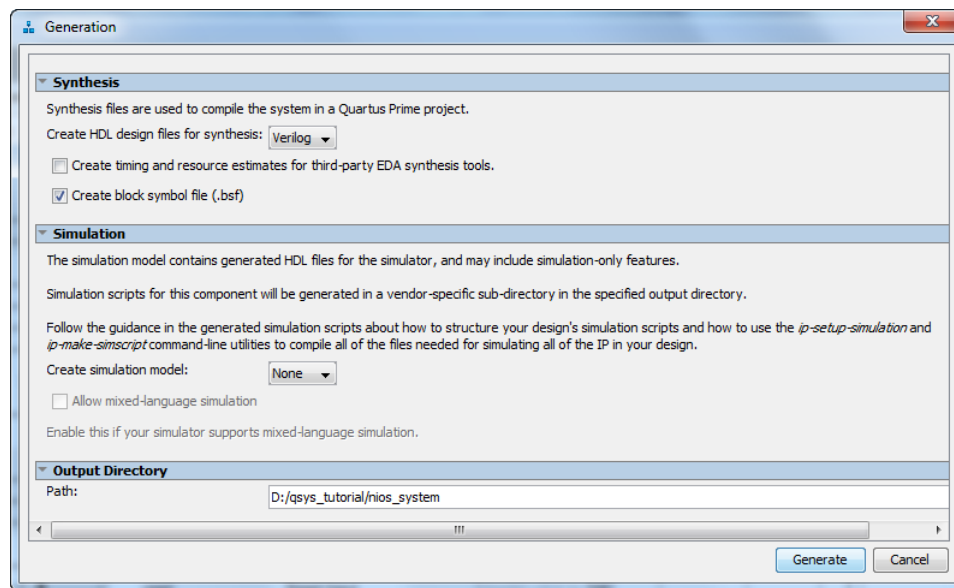 Generation
Synthesis
Synthesis files are used to compile the system in a Quartus Prime project.
Create HDL design files for synthesis: Verilog
Create timing and resource estimates for third-party EDA synthesis tools.
Create block symbol file (.bsf)
Simulation
The simulation model contains generated HDL files for the simulator, and may include simulation-only features.
Simulation scripts for this component will be generated in a vendor-specific sub-directory in the specified output directory.
Follow the guidance in the generated simulation scripts about how to structure your design's simulation scripts and how to use the ip-setup-simulation and
ip-make-simscript command-line utilities to compile all of the files needed for simulating all of the IP in your design.
Create simulation model: None
Allow mixed-language simulation
Enable this if your simulator supports mixed-language simulation.
Output Directory
Path: D:/qsys_tutorial/nios_system
Generate Cancel